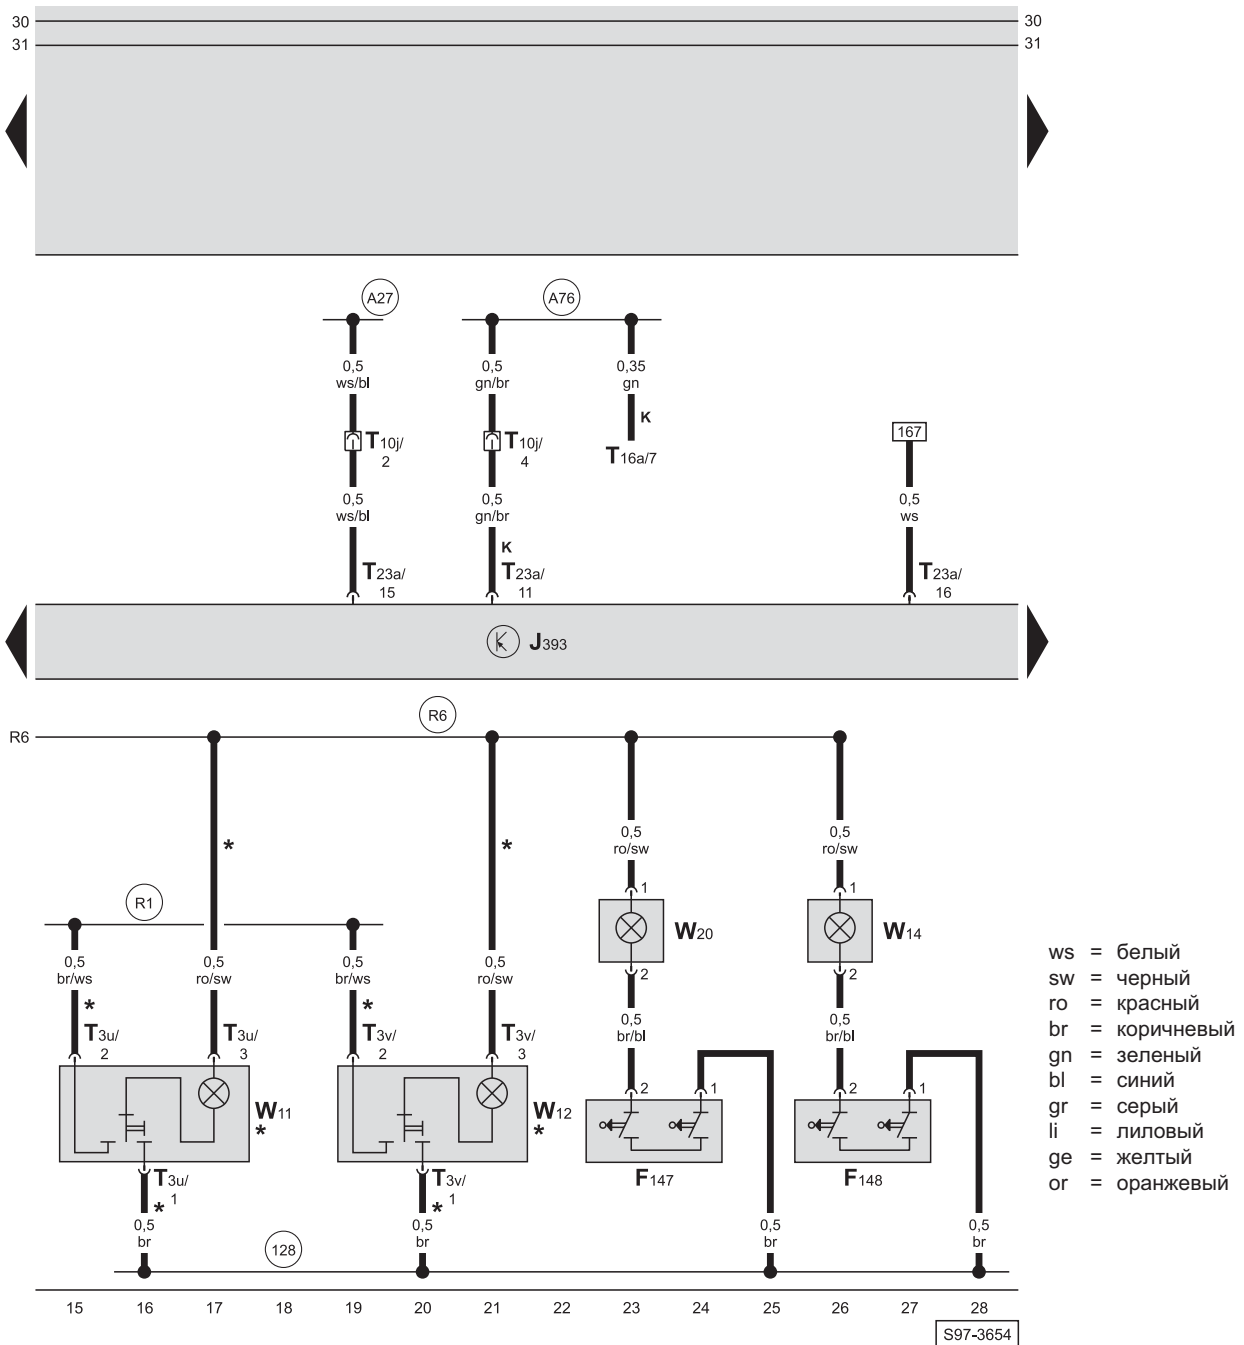 30 30
31 31
A27 A76
0,5 0,5 0,35
ws/bl gn/br gn
K
T10j/ T10j/ T16a/7 167
2 4
0,5 0,5 0,5
ws/bl gn/br ws
K
T23a/ T23a/ T23a/
15 11 16
J393
R6
R6
0,5 0,5
ro/sw ro/sw
* *
1 1
R1
W20 W14
0,5 0,5 0,5 0,5
br/ws ro/sw br/ws ro/sw
2 2
* *
0,5 0,5
br/bl br/bl
T3u/ T3u/ T3v/ T3v/
2 3 2 3
2 1 2 1
W11 W12
* *
F147 F148
T3u/ T3v/
* 1 * 1
0,5 0,5 0,5 0,5
br br br br
128
15 16 17 18 19 20 21 22 23 24 25 26 27 28
S97-3654
ws = белый
sw = черный
ro = красный
br = коричневый
gn = зеленый
bl = синий
gr = серый
li = лиловый
ge = желтый
or = оранжевый